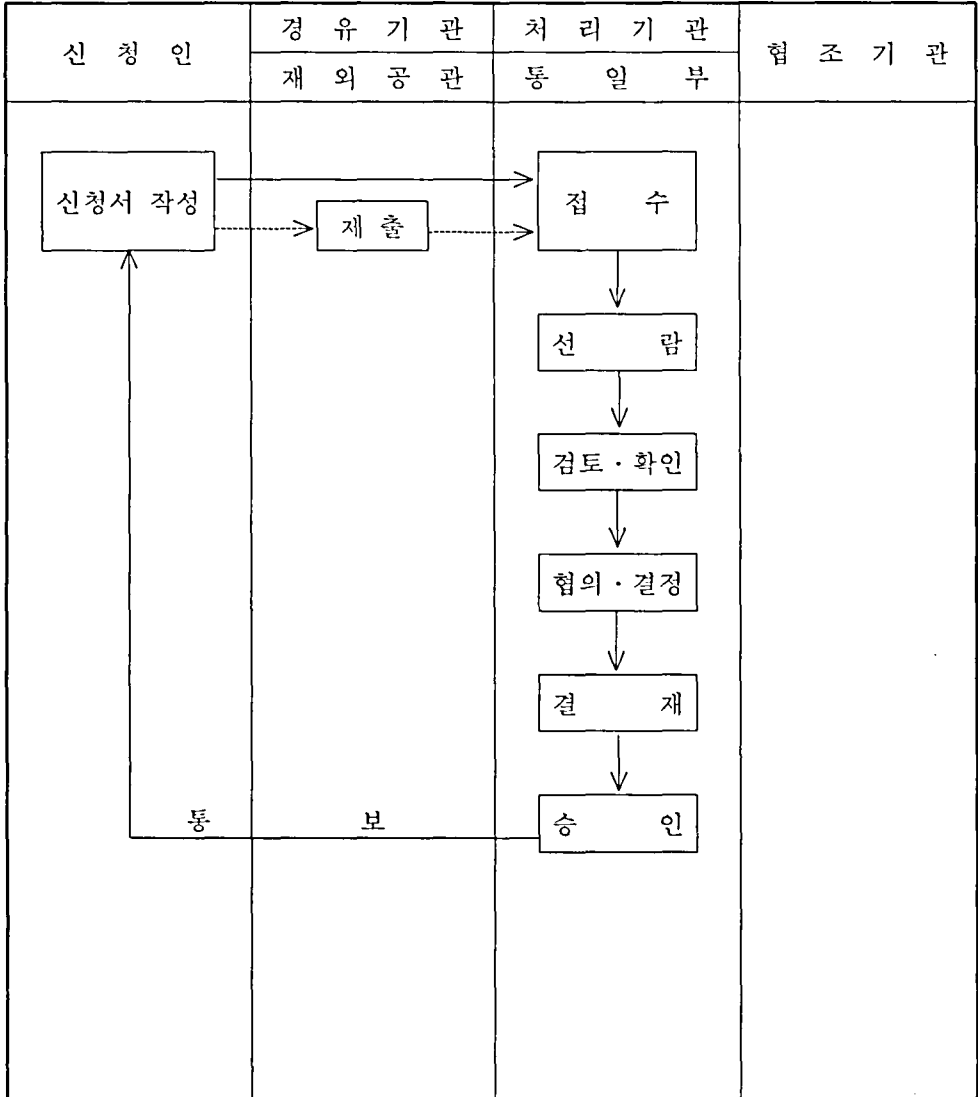 신 청 인
경 유 기 관
재 외 공 관
처 리 기 관
통 일 부
협 조 기 관
신청서 작성
제 출
접 수
선 람
검토 · 확인
협의 · 결정
결 재
승 인
통 보